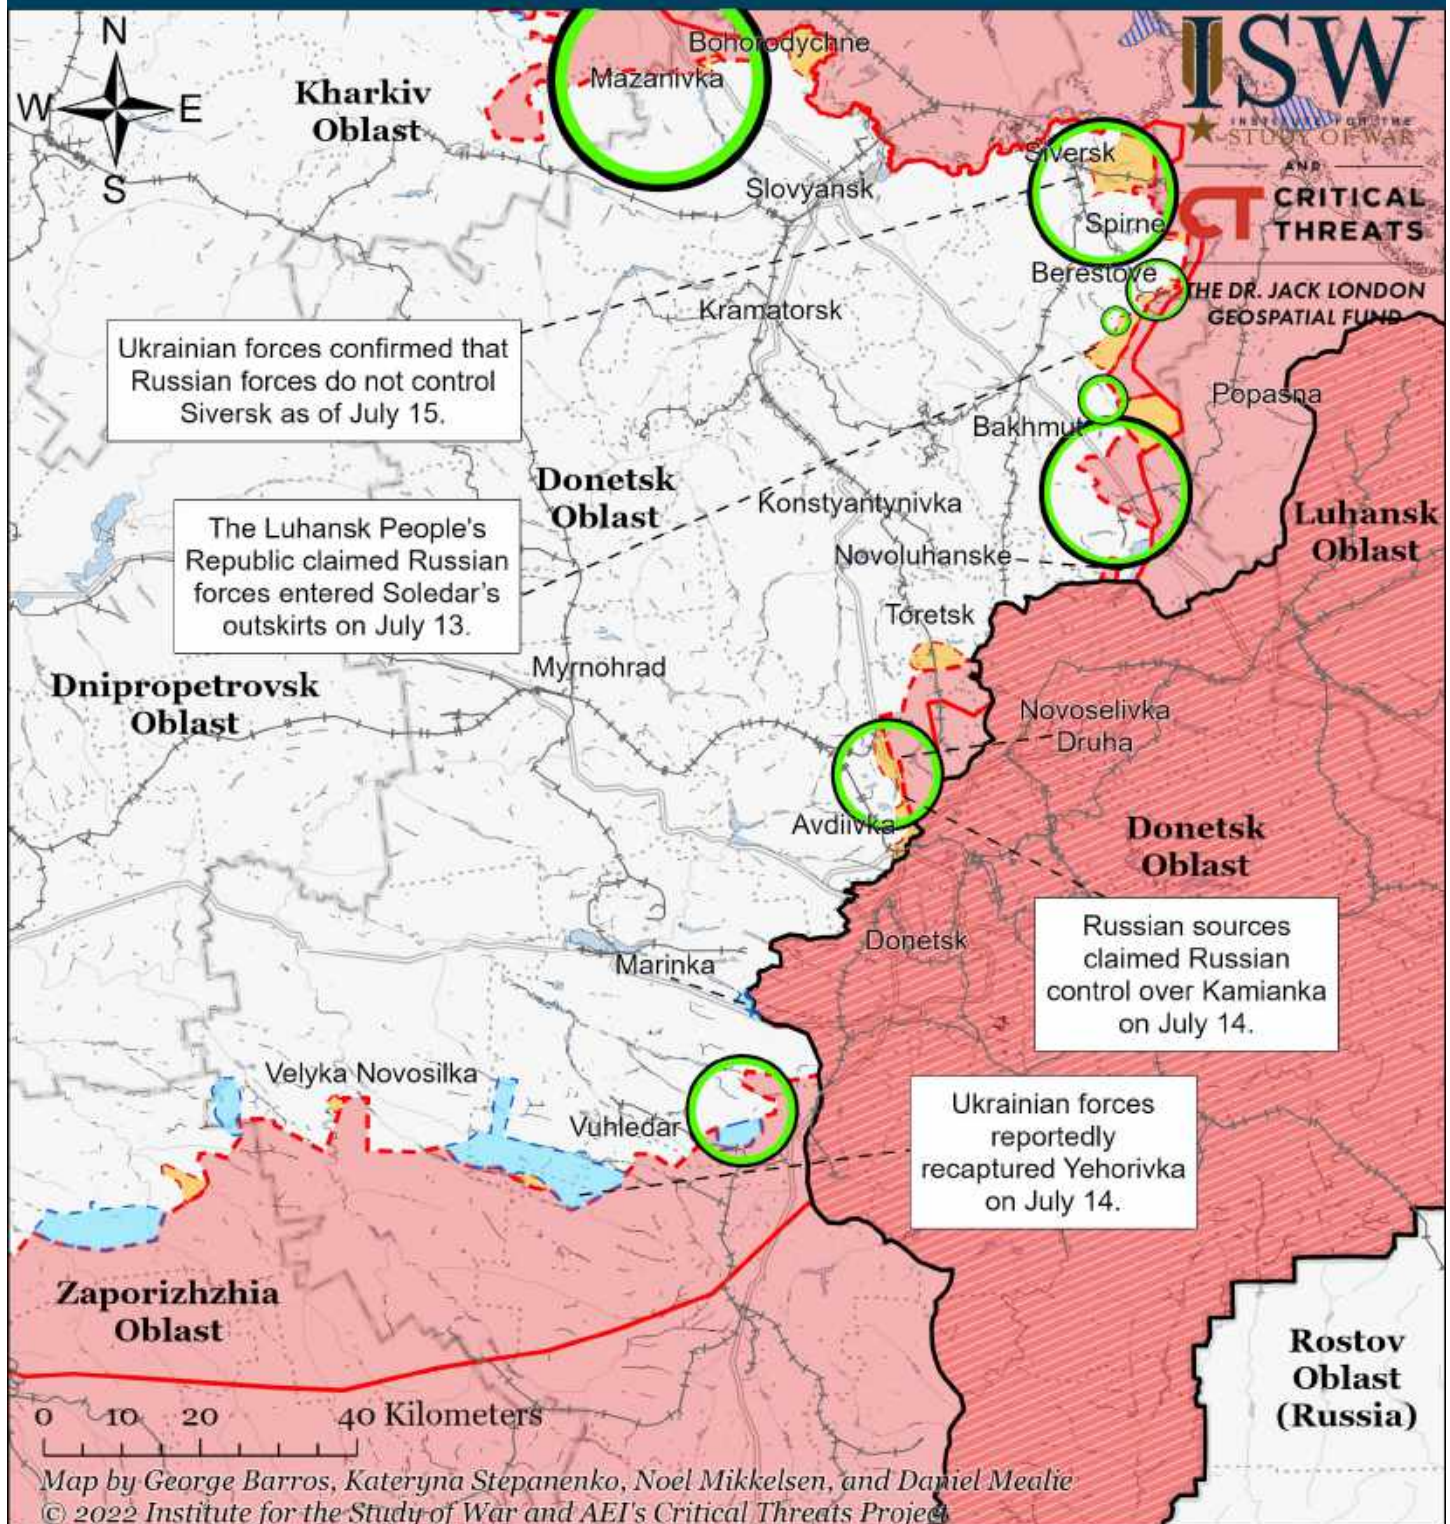 N
W
E
S
ISW
INSTITUTE FOR THE
STUDY OF WAR
AND
CT CRITICAL
THREATS
THE DR. JACK LONDON
GEOSPATIAL FUND
Bohorodychne
Mazanivka
Kharkiv
Oblast
Siversk
Slovyansk
Spirne
Berestove
Kramatorsk
Ukrainian forces confirmed that
Russian forces do not control
Siversk as of July 15.
Popasna
Bakhmut
Donetsk
Oblast
Konstyantynivka
Luhansk
Oblast
The Luhansk People's
Republic claimed Russian
forces entered Soledar's
outskirts on July 13.
Novoluhanske
Toretsk
Myrnohrad
Dnipropetrovsk
Oblast
Novoselivka
Druha
Avdiivka
Donetsk
Oblast
Russian sources
claimed Russian
control over Kamianka
on July 14.
Donetsk
Marinka
Velyka Novosilka
Vuhledar
Ukrainian forces
reportedly
recaptured Yehorivka
on July 14.
Zaporizhzhia
Oblast
Rostov
Oblast
(Russia)
0 10 20 40 Kilometers
Map by George Barros, Kateryna Stepanenko, Noel Mikkelsen, and Daniel Mealie
© 2022 Institute for the Study of War and AEI's Critical Threats Project